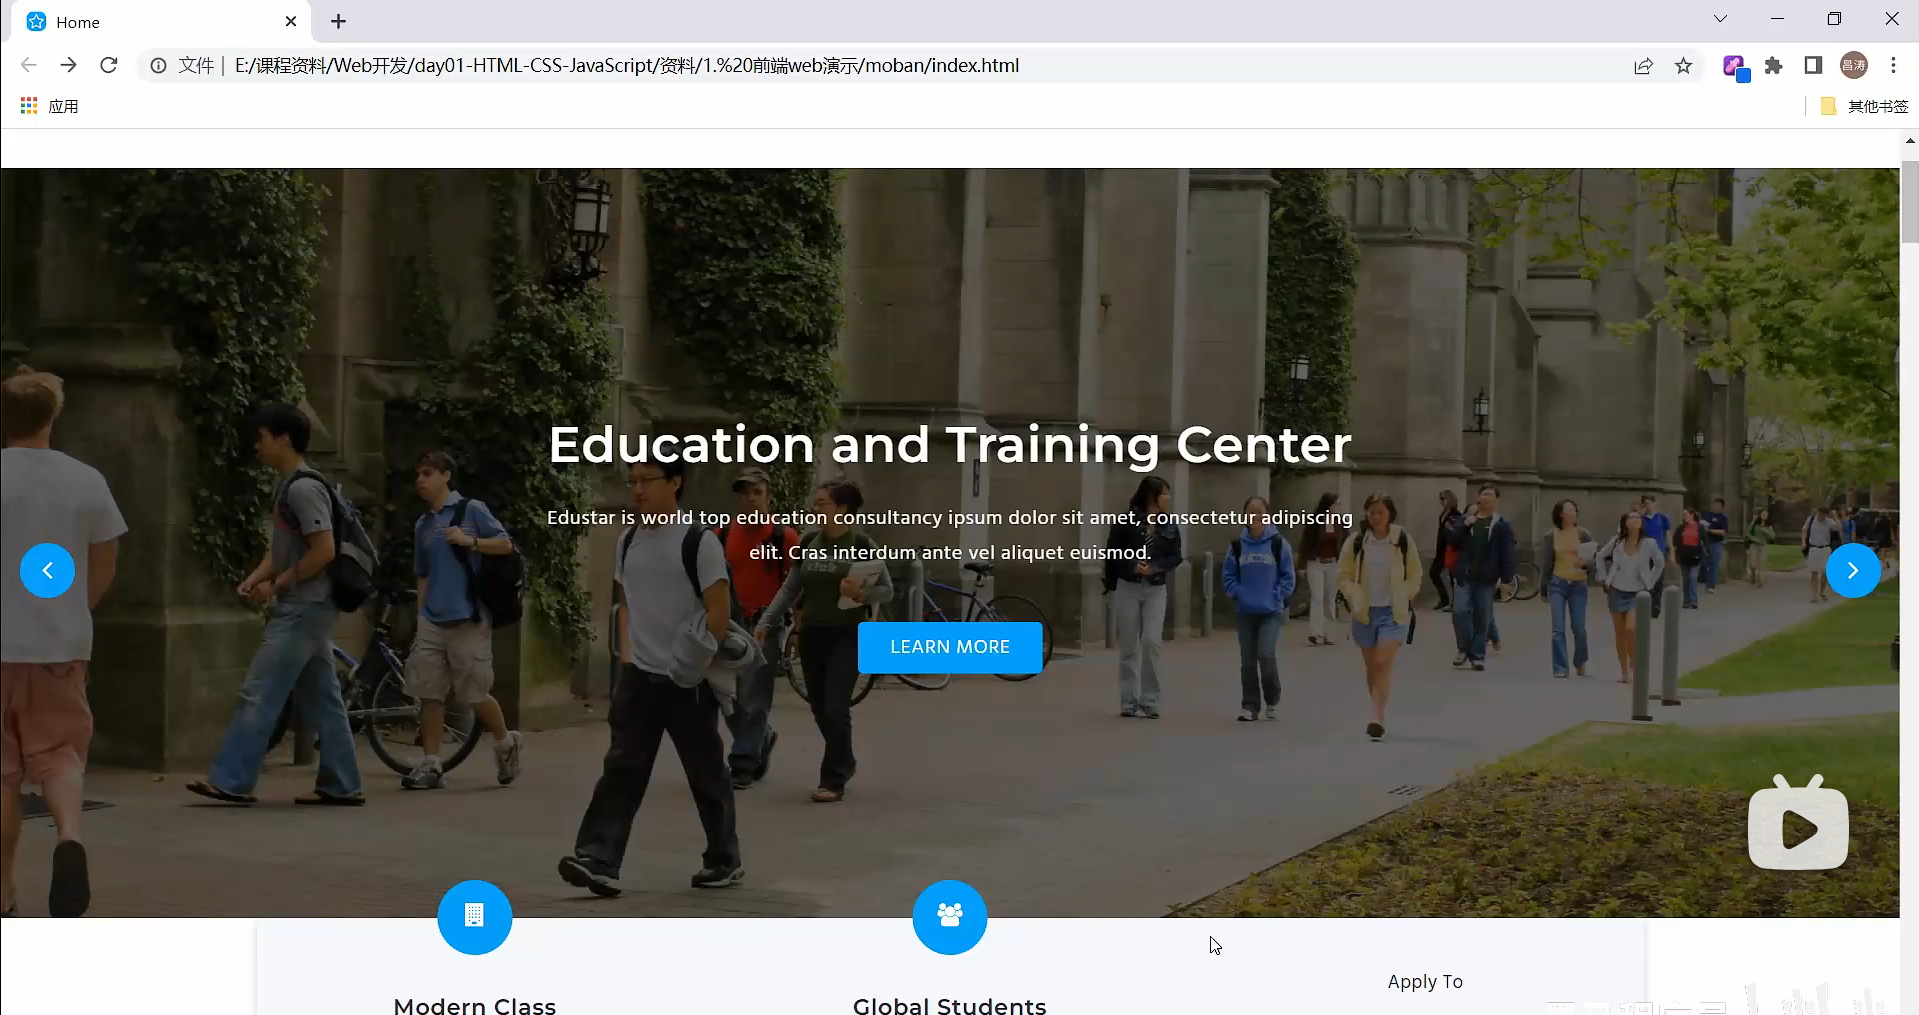 Home
文件 | E:/课程资料/Web开发/day01-HTML-CSS-JavaScript/资料/1.%20前端web演示/moban/index.html
昌涛
应用
其他书签
Education and Training Center
Edustar is world top education consultancy ipsum dolor sit amet, consectetur adipiscing
elit. Cras interdum ante vel aliquet euismod.
LEARN MORE
Apply To
Modern Class
Global Students